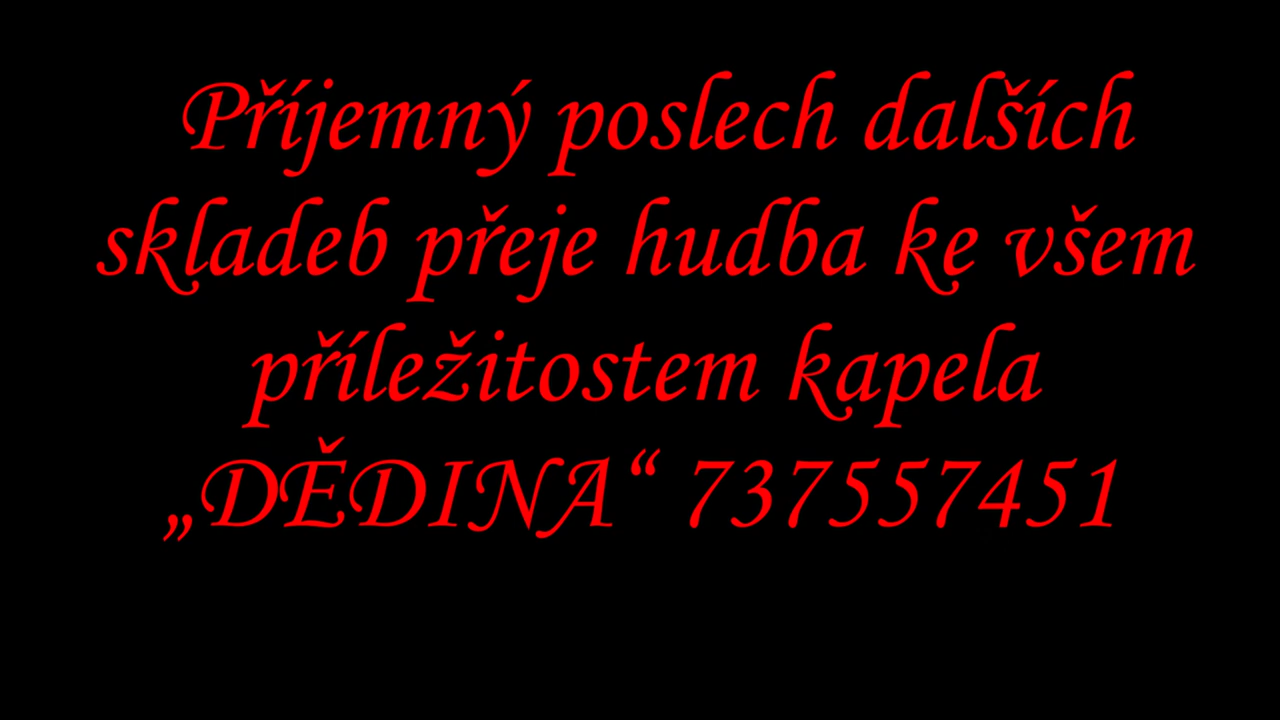 Příjemný poslech dalších
skladeb přeje hudba ke všem
příležitostem kapela
„DĚDINA“ 737557451